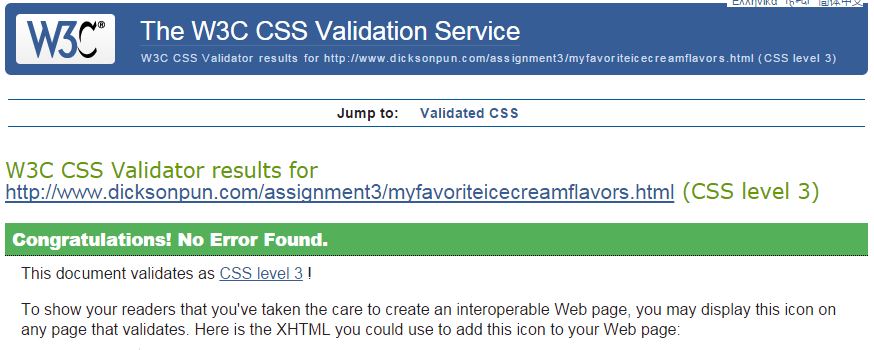 W3C®
The W3C CSS Validation Service
W3C CSS Validator results for http://www.dicksonpun.com/assignment3/myfavoriteicecreamflavors.html (CSS level 3)
Jump to: Validated CSS
W3C CSS Validator results for
http://www.dicksonpun.com/assignment3/myfavoriteicecreamflavors.html (CSS level 3)
Congratulations! No Error Found.
This document validates as CSS level 3 !
To show your readers that you've taken the care to create an interoperable Web page, you may display this icon on
any page that validates. Here is the XHTML you could use to add this icon to your Web page: